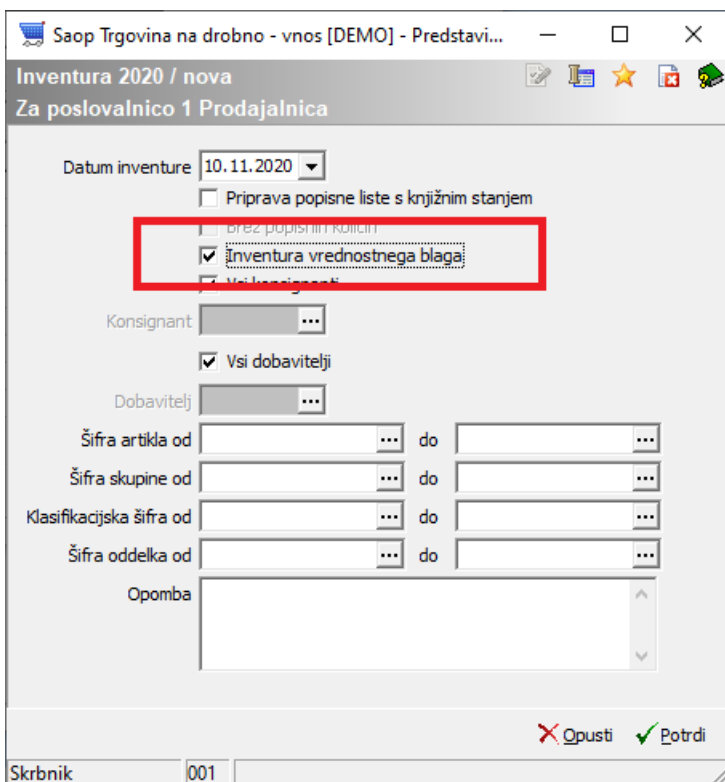 Saop Trgovina na drobno - vnos [DEMO] - Predstavi...
Inventura 2020 / nova
Za poslovalnico 1 Prodajalnica
Datum inventure 10.11.2020
Priprava popisne liste s knjižnim stanjem
Brez popisnih količin
Inventura vrednostnega blaga
Vsi konsignanti
Konsignant ...
Vsi dobavitelji
Dobavitelj ...
Šifra artikla od ... do ...
Šifra skupine od ... do ...
Klasifikacijska šifra od ... do ...
Šifra oddelka od ... do ...
Opomba
Opusti Potrdi
Skrbnik 001